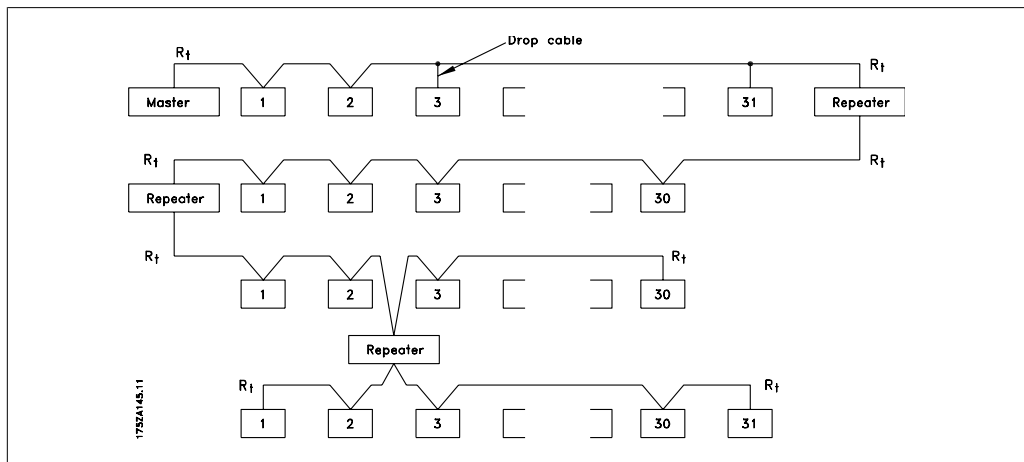 Drop cable
Rt Rt
Master 1 2 3 31 Repeater
Rt Rt
Repeater 1 2 3 30
Rt Rt
1 2 3 30
Repeater
Rt Rt
1 2 3 30 31
175ZA145.11